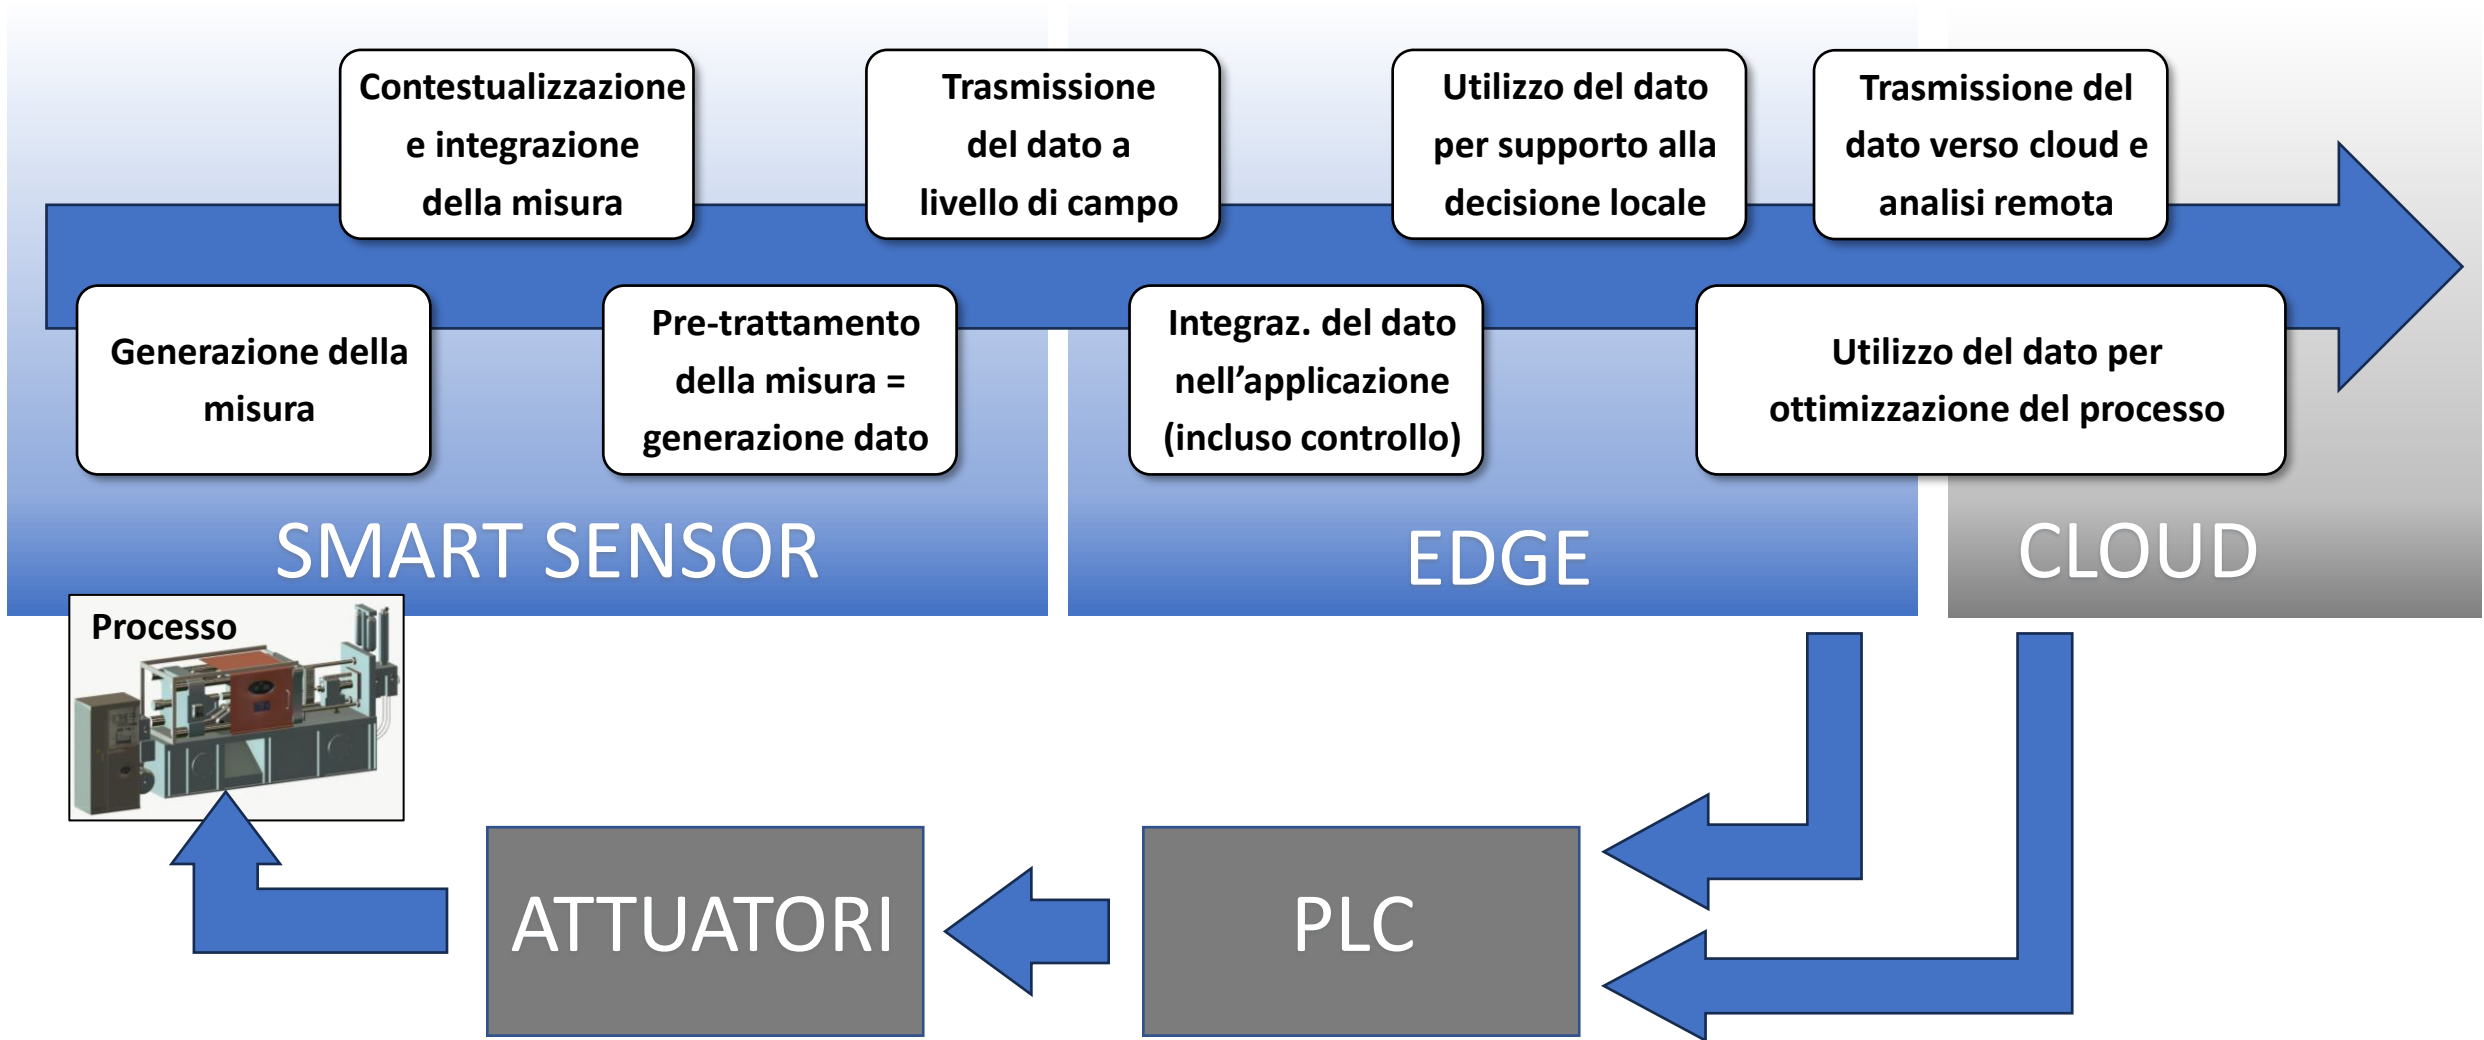 Contestualizzazione
e integrazione
della misura
Trasmissione
del dato a
livello di campo
Utilizzo del dato
per supporto alla
decisione locale
Trasmissione del
dato verso cloud e
analisi remota
Generazione della
misura
Pre-trattamento
della misura =
generazione dato
Integraz. del dato
nell’applicazione
(incluso controllo)
Utilizzo del dato per
ottimizzazione del processo
SMART SENSOR
EDGE
CLOUD
Processo
ATTUATORI
PLC